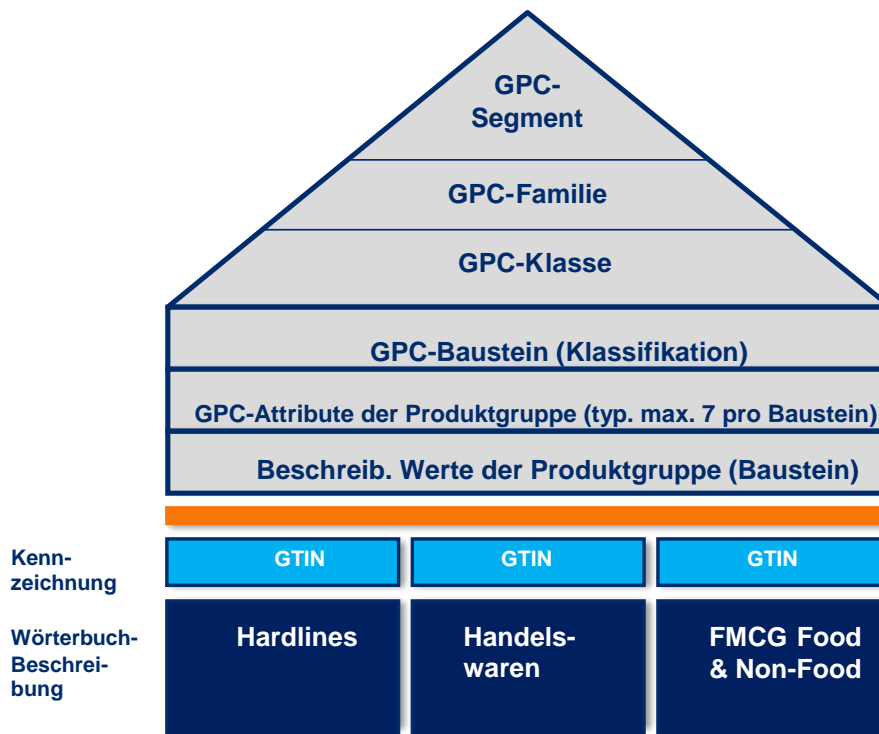 GPC-
Segment
GPC-Familie
GPC-Klasse
GPC-Baustein (Klassifikation)
GPC-Attribute der Produktgruppe (typ. max. 7 pro Baustein)
Beschreib. Werte der Produktgruppe (Baustein)
Kenn-
zeichnung
GTIN
GTIN
GTIN
Wörterbuch-
Beschrei-
bung
Hardlines
Handels-
waren
FMCG Food
& Non-Food